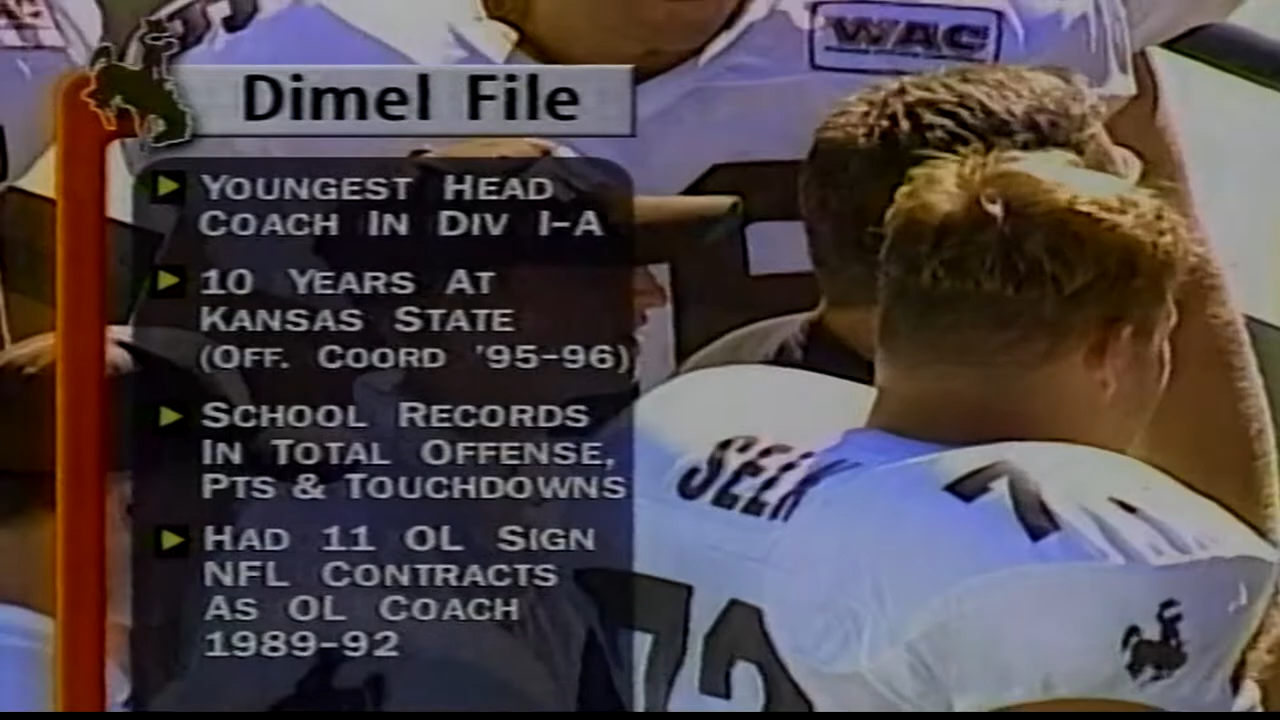 WAC
Dimel File
YOUNGEST HEAD
COACH IN DIV I-A
10 YEARS AT
KANSAS STATE
(OFF. COORD '95-96)
SCHOOL RECORDS
IN TOTAL OFFENSE,
PTS & TOUCHDOWNS
HAD 11 OL SIGN
NFL CONTRACTS
AS OL COACH
1989-92
SELK
7
72